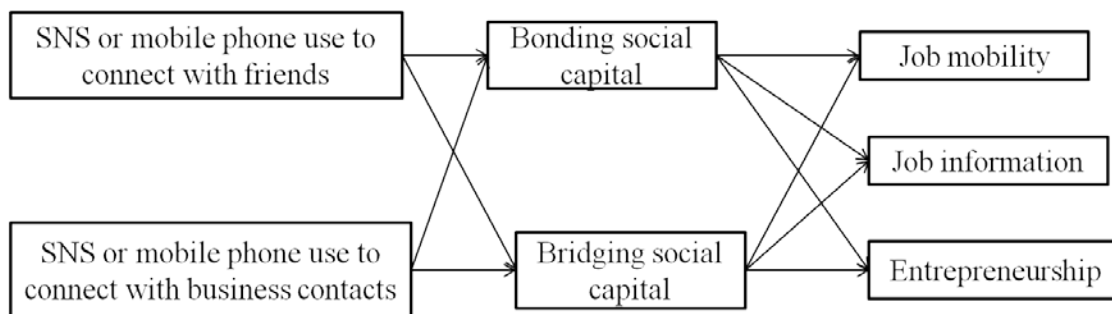 SNS or mobile phone use to
connect with friends
Bonding social
capital
Job mobility
Job information
SNS or mobile phone use to
connect with business contacts
Bridging social
capital
Entrepreneurship